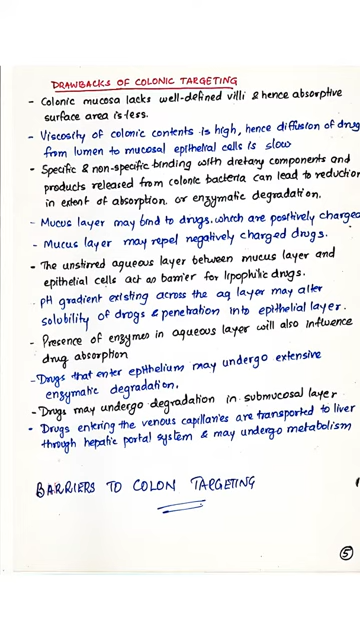 DRAWBACKS OF COLONIC TARGETING
- Colonic mucosa lacks well-defined villi & hence absorptive
surface area is less.
- Viscosity of colonic contents is high, hence diffusion of drug
from lumen to mucosal epithelial cells is slow
- Specific & non-specific binding with dietary components and
products released from colonic bacteria can lead to reduction
in extent of absorption or enzymatic degradation.
- Mucus layer may bind to drugs which are positively charged
- Mucus layer may repel negatively charged drugs.
- The unstirred aqueous layer between mucus layer and
epithelial cells act as barrier for lipophilic drugs.
- pH gradient existing across the aq layer may alter
solubility of drogs & penetration into epithelial layer.
- Presence of enzymes in aqueous layer will also influence
drug absorption
- Drugs that enter epithelium may undergo extensive
enzymatic degradation.
- Drugs may undergo degradation in submucosal layer
- Drugs entering the venous capillaries are transported to liver
through hepatic portal system & may undergo metabolism
BARRIERS TO COLON TARGETING
5